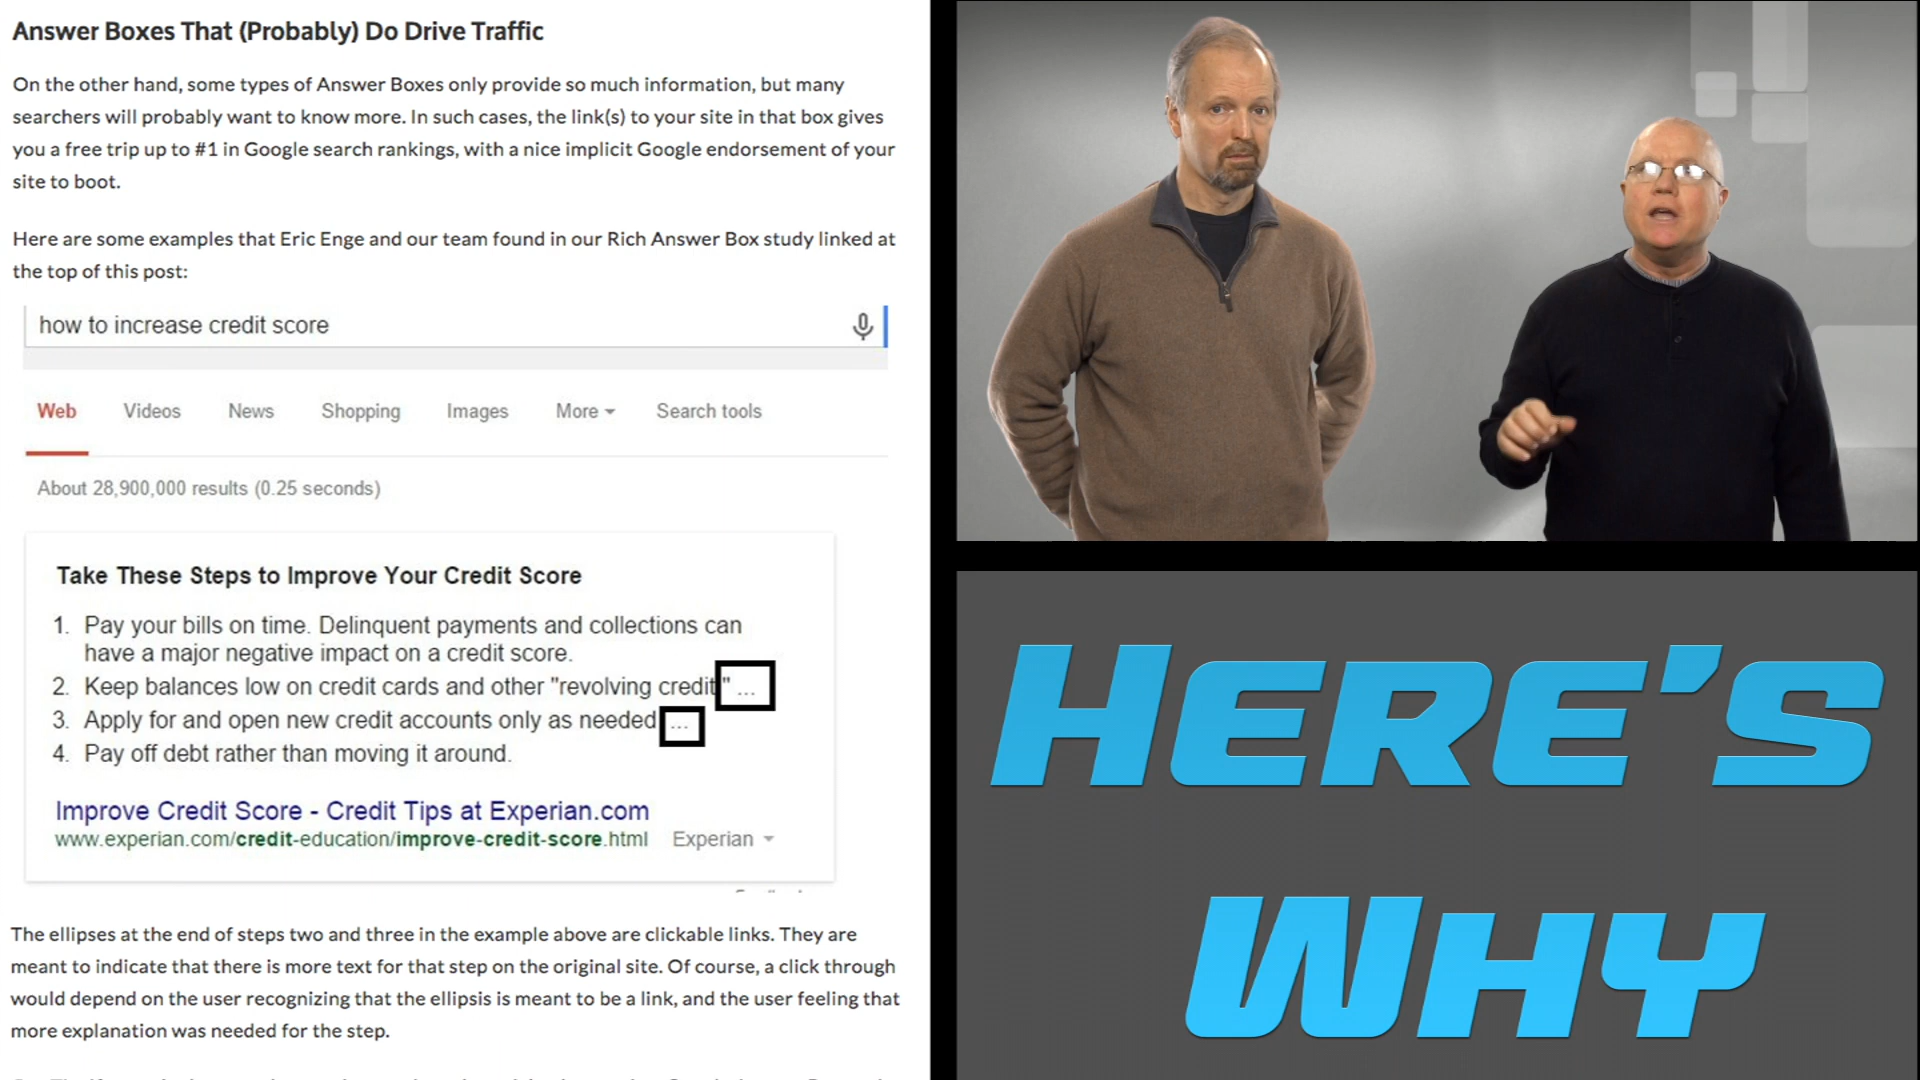 Answer Boxes That (Probably) Do Drive Traffic
On the other hand, some types of Answer Boxes only provide so much information, but many
searchers will probably want to know more. In such cases, the link(s) to your site in that box gives
you a free trip up to #1 in Google search rankings, with a nice implicit Google endorsement of your
site to boot.
Here are some examples that Eric Enge and our team found in our Rich Answer Box study linked at
the top of this post:
how to increase credit score
Web Videos News Shopping Images More Search tools
About 28,900,000 results (0.25 seconds)
Take These Steps to Improve Your Credit Score
1. Pay your bills on time. Delinquent payments and collections can
have a major negative impact on a credit score.
2. Keep balances low on credit cards and other "revolving credit" ...
3. Apply for and open new credit accounts only as needed ...
4. Pay off debt rather than moving it around.
Improve Credit Score - Credit Tips at Experian.com
www.experian.com/credit-education/improve-credit-score.html Experian
The ellipses at the end of steps two and three in the example above are clickable links. They are
meant to indicate that there is more text for that step on the original site. Of course, a click through
would depend on the user recognizing that the ellipsis is meant to be a link, and the user feeling that
more explanation was needed for the step.
HERE'S
WHY